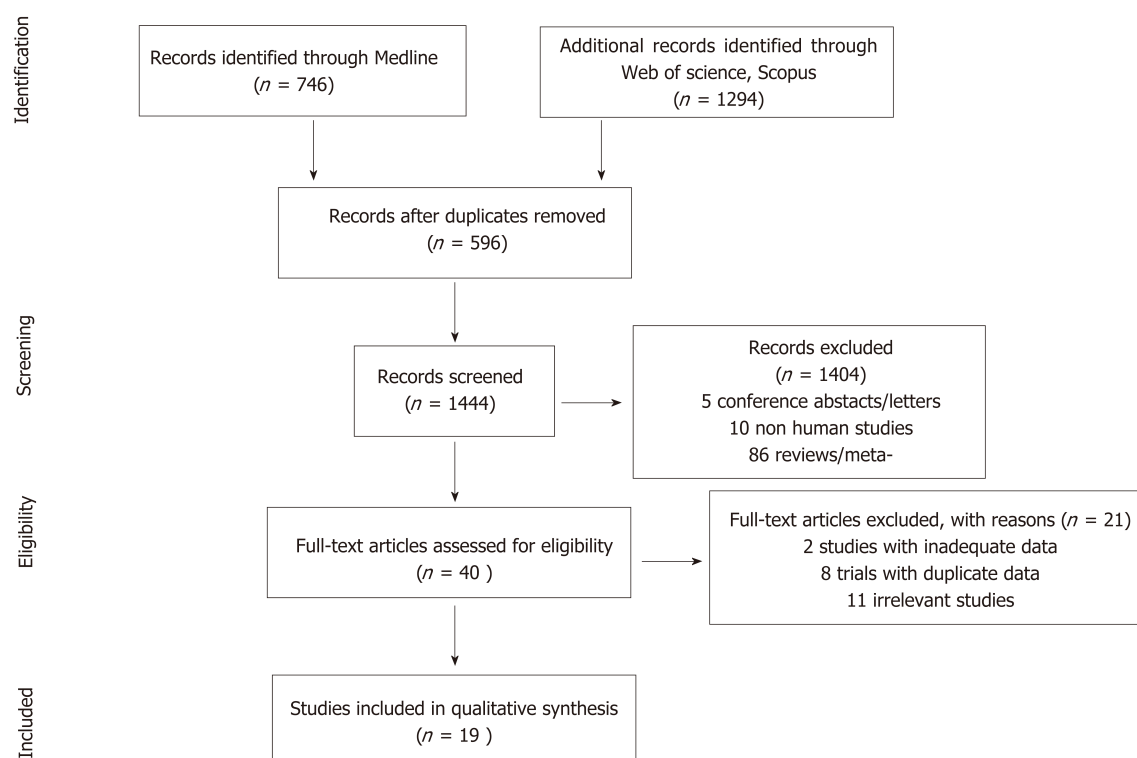 Identification
Records identified through Medline
(n = 746)
Additional records identified through
Web of science, Scopus
(n = 1294)
Records after duplicates removed
(n = 596)
Screening
Records screened
(n = 1444)
Records excluded
(n = 1404)
5 conference abstacts/letters
10 non human studies
86 reviews/meta-
Eligibility
Full-text articles assessed for eligibility
(n = 40 )
Full-text articles excluded, with reasons (n = 21)
2 studies with inadequate data
8 trials with duplicate data
11 irrelevant studies
Included
Studies included in qualitative synthesis
(n = 19 )